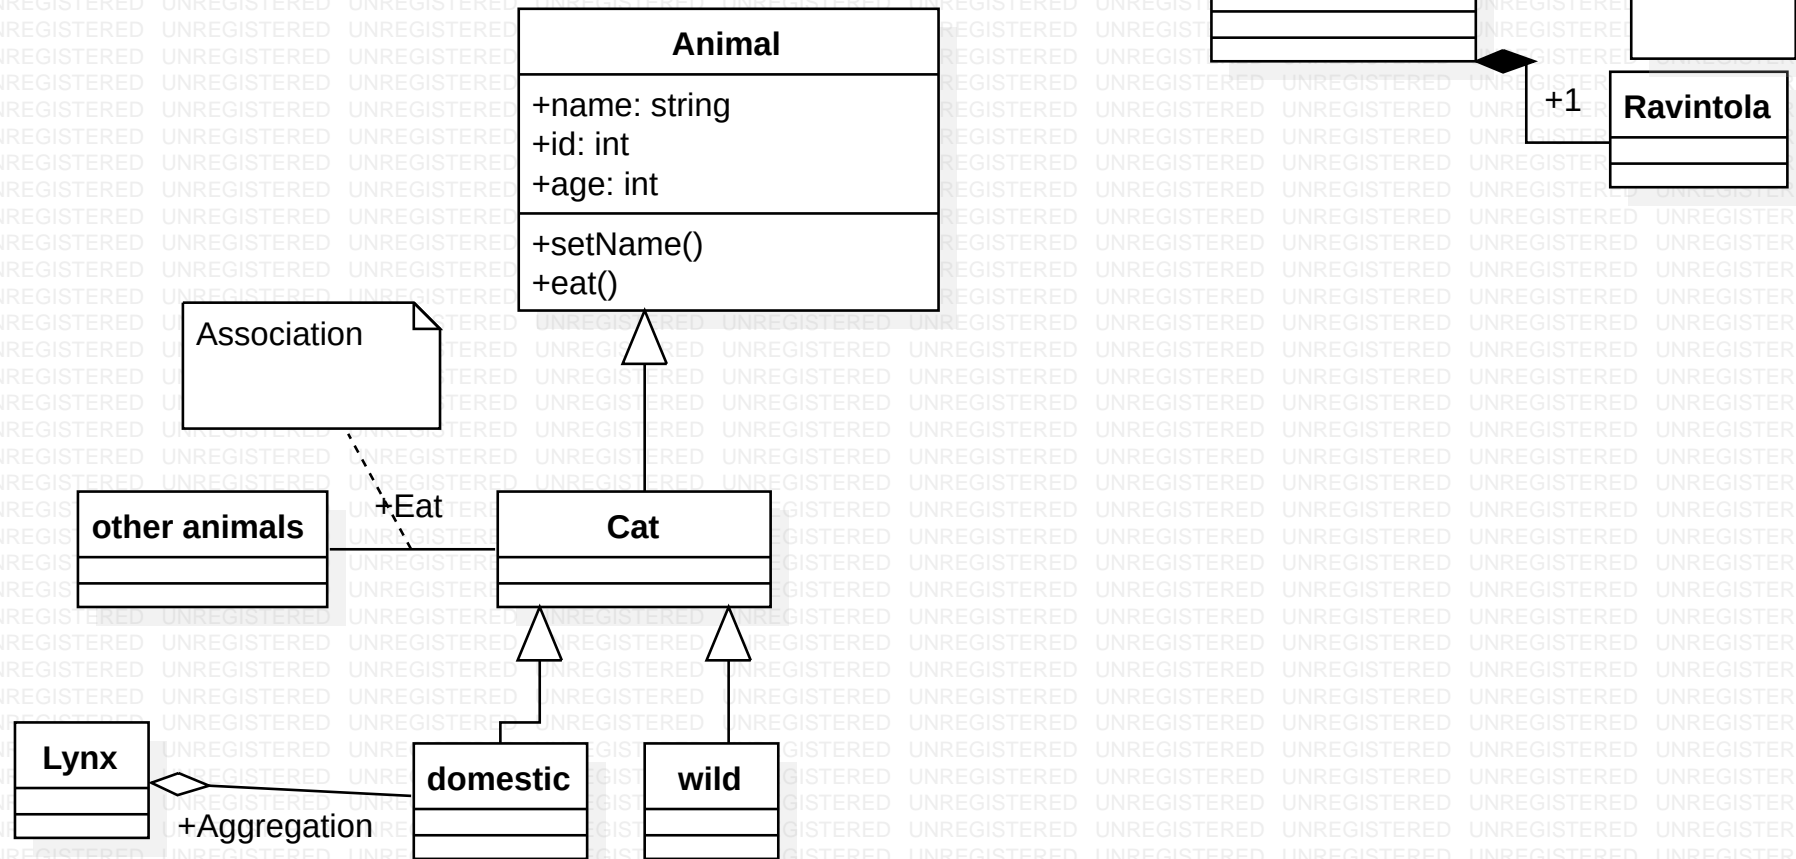 Animal
+name: string
+id: int
+age: int
+setName()
+eat()
+1
Ravintola
Association
+Eat
other animals
Cat
Lynx
+Aggregation
domestic
wild
UNREGISTERED